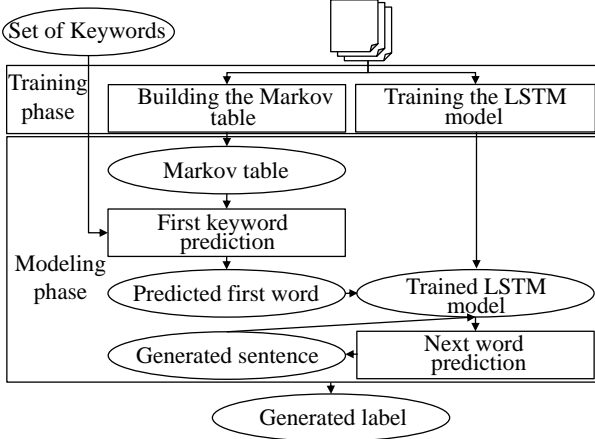 Set of Keywords
Training
phase
Building the Markov
table
Training the LSTM
model
Markov table
First keyword
prediction
Modeling
phase
Predicted first word
Trained LSTM
model
Generated sentence
Next word
prediction
Generated label